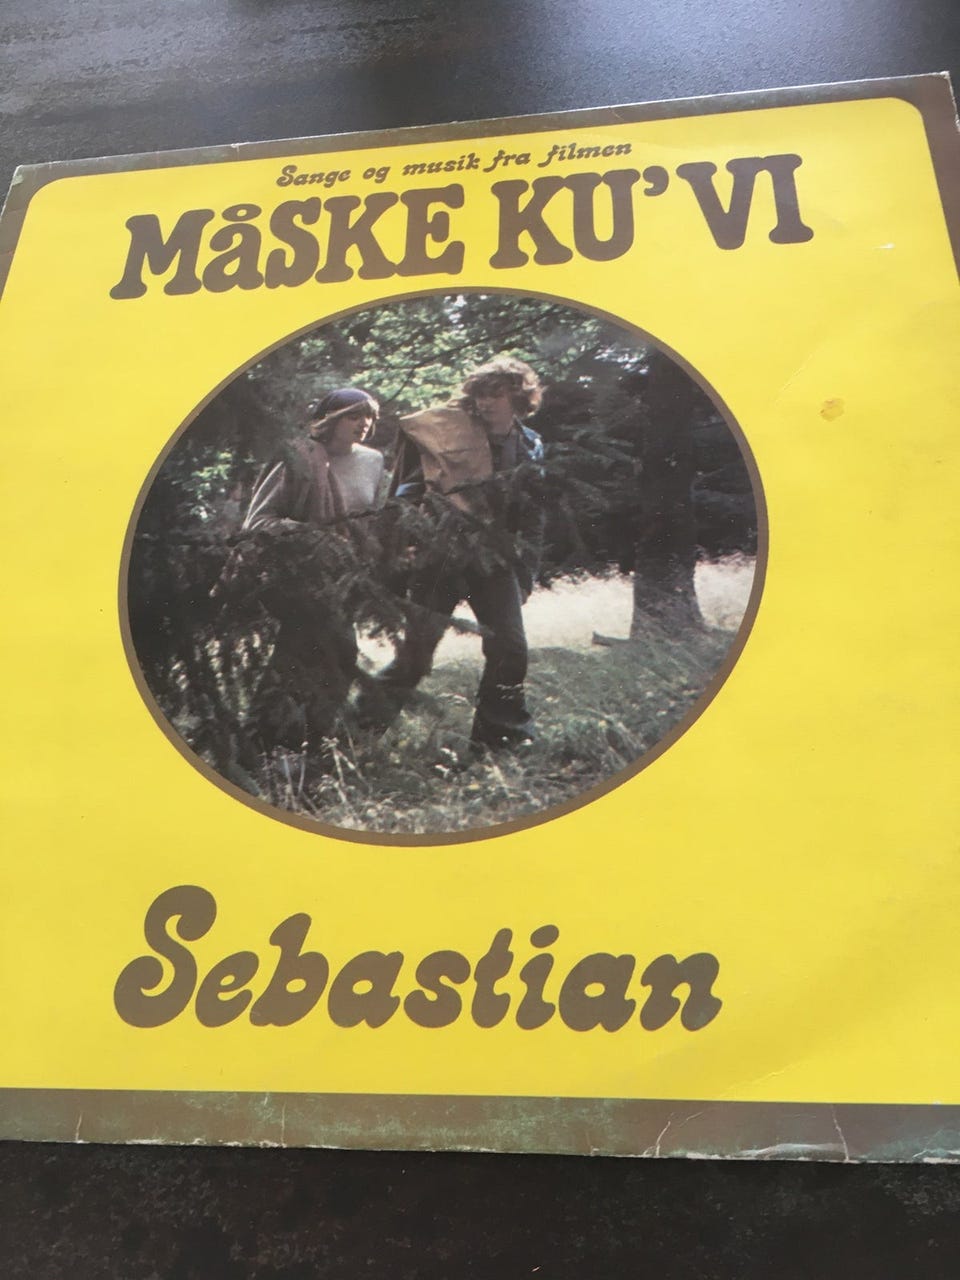 Sange og musik fra filmen
MåSKE KU'VI
Sebastian